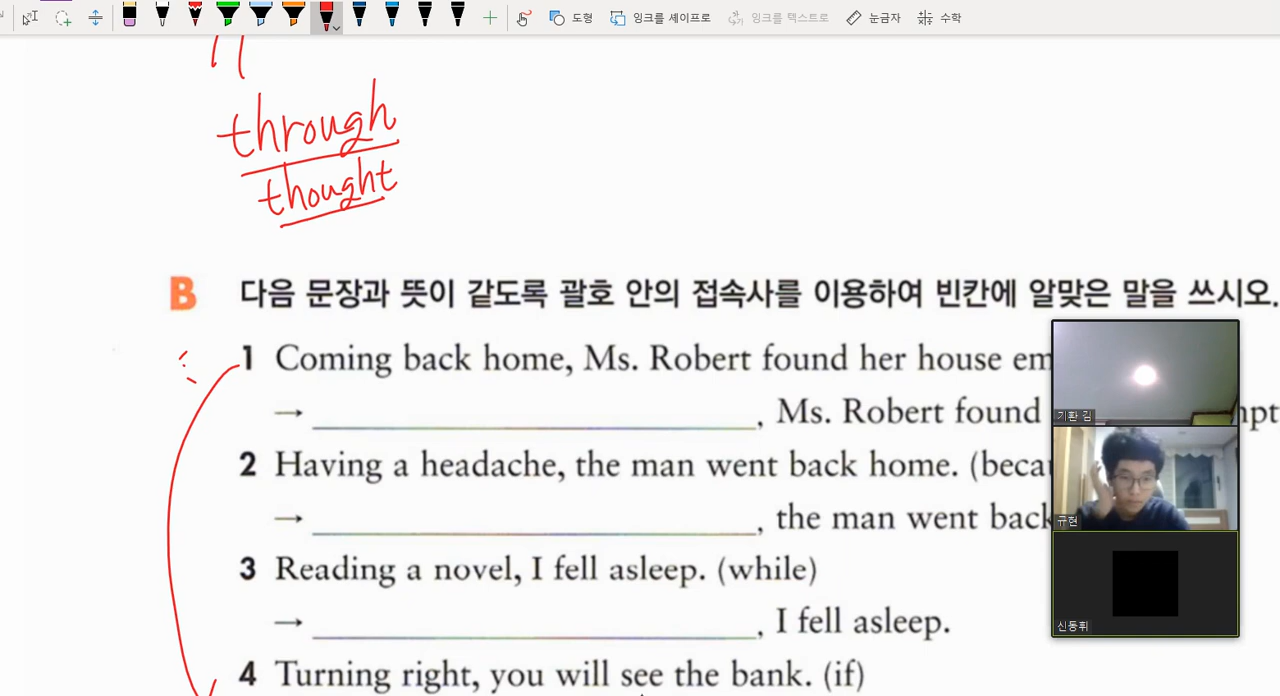 도형 잉크를 셰이프로 잉크를 텍스트로 눈금자 수학
through
thought
B 다음 문장과 뜻이 같도록 괄호 안의 접속사를 이용하여 빈칸에 알맞은 말을 쓰시오.
1 Coming back home, Ms. Robert found her house em
→ , Ms. Robert found
기환 김
2 Having a headache, the man went back home. (beca
→ , the man went back
규현
3 Reading a novel, I fell asleep. (while)
→ , I fell asleep.
신동휘
4 Turning right, you will see the bank. (if)